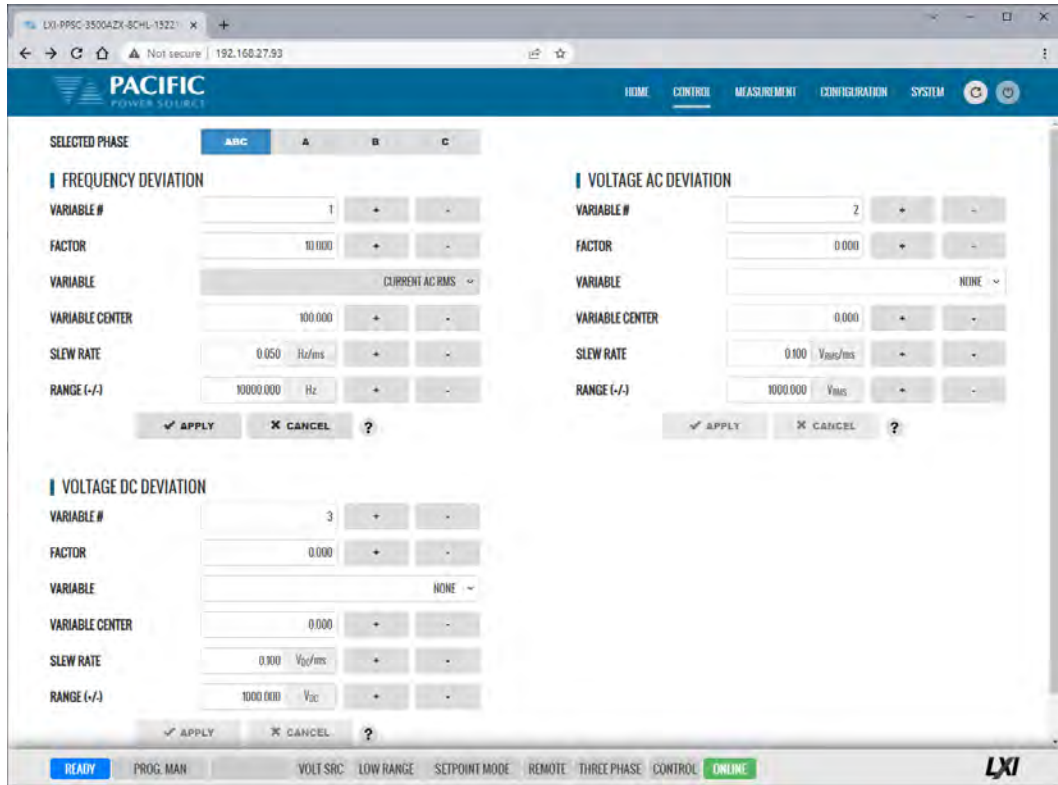 LXI-PPSC-3500AZX-SCHL-1522
Not secure | 192.168.27.93
PACIFIC
POWER SOURCE
HOME CONTROL MEASUREMENT CONFIGURATION SYSTEM
SELECTED PHASE ABC A B C
FREQUENCY DEVIATION
VARIABLE # 1 + -
FACTOR 10.000 + -
VARIABLE CURRENT AC RMS
VARIABLE CENTER 100.000 + -
SLEW RATE 0.050 Hz/ms + -
RANGE (+/-) 10000.000 Hz + -
✓ APPLY ✕ CANCEL ?
VOLTAGE AC DEVIATION
VARIABLE # 2 + -
FACTOR 0.000 + -
VARIABLE NONE
VARIABLE CENTER 0.000 + -
SLEW RATE 0.100 VRMS/ms + -
RANGE (+/-) 1000.000 VRMS + -
✓ APPLY ✕ CANCEL ?
VOLTAGE DC DEVIATION
VARIABLE # 3 + -
FACTOR 0.000 + -
VARIABLE NONE
VARIABLE CENTER 0.000 + -
SLEW RATE 0.100 VDC/ms + -
RANGE (+/-) 1000.000 VDC + -
✓ APPLY ✕ CANCEL ?
READY PROG. MAN VOLT SRC LOW RANGE SETPOINT MODE REMOTE THREE PHASE CONTROL ONLINE LXI